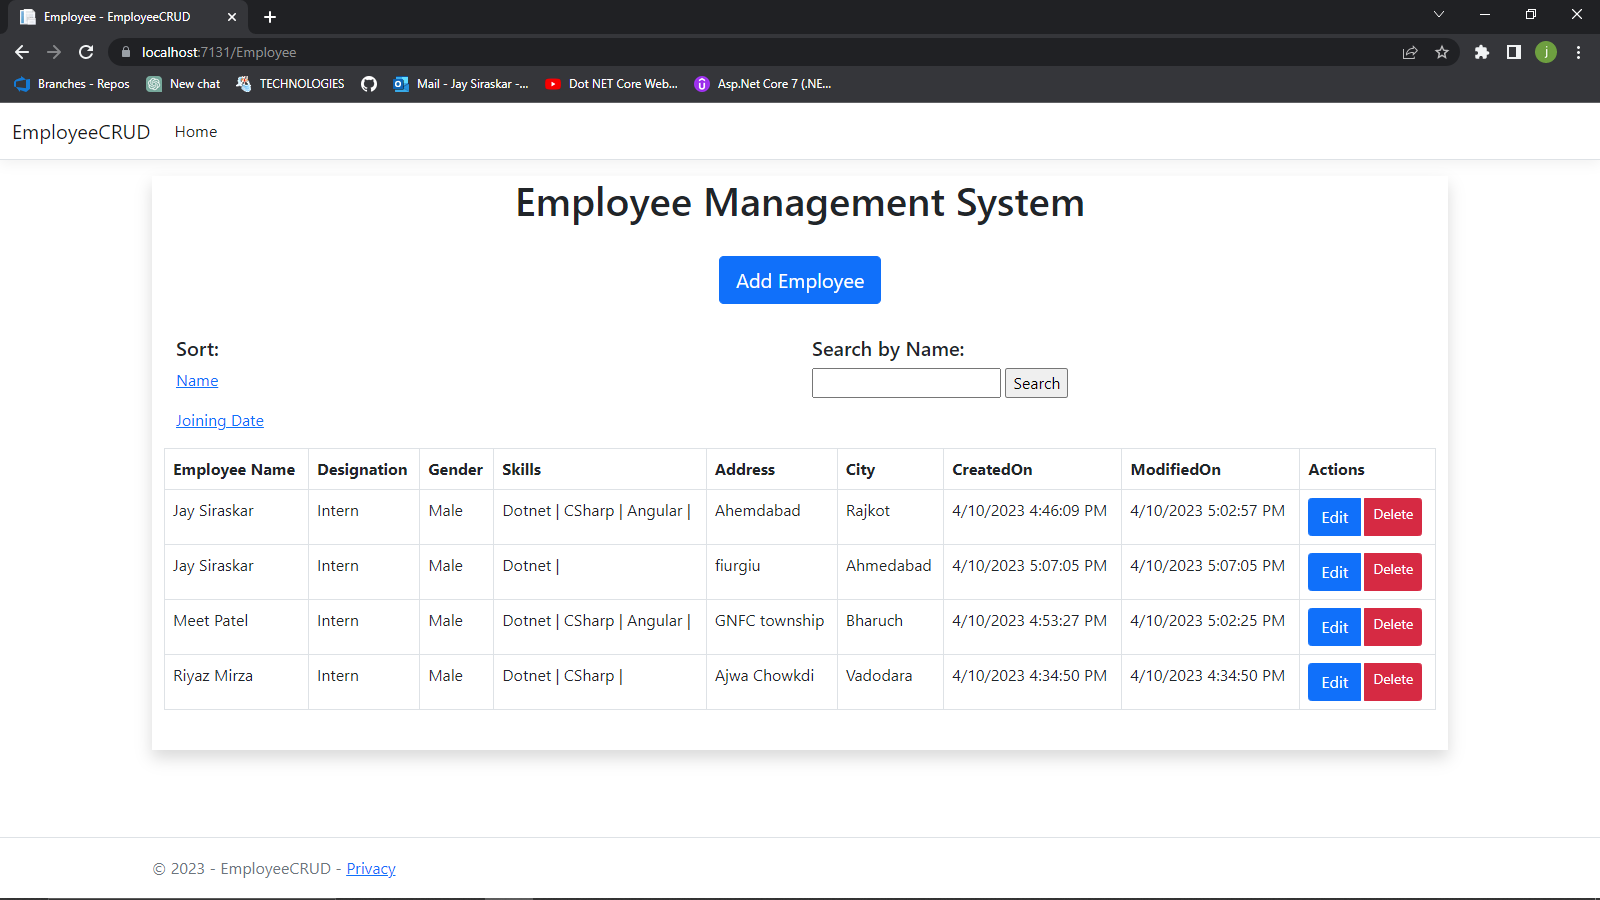 Employee - EmployeeCRUD
localhost:7131/Employee
j
Branches - Repos New chat TECHNOLOGIES Mail - Jay Siraskar -... Dot NET Core Web... Asp.Net Core 7 (.NE...
EmployeeCRUD Home
Employee Management System
Add Employee
Sort:
Name
Joining Date
Search by Name:
Search
Employee Name Designation Gender Skills Address City CreatedOn ModifiedOn Actions
Jay Siraskar Intern Male Dotnet | CSharp | Angular | Ahemdabad Rajkot 4/10/2023 4:46:09 PM 4/10/2023 5:02:57 PM Edit Delete
Jay Siraskar Intern Male Dotnet | fiurgiu Ahmedabad 4/10/2023 5:07:05 PM 4/10/2023 5:07:05 PM Edit Delete
Meet Patel Intern Male Dotnet | CSharp | Angular | GNFC township Bharuch 4/10/2023 4:53:27 PM 4/10/2023 5:02:25 PM Edit Delete
Riyaz Mirza Intern Male Dotnet | CSharp | Ajwa Chowkdi Vadodara 4/10/2023 4:34:50 PM 4/10/2023 4:34:50 PM Edit Delete
© 2023 - EmployeeCRUD - Privacy